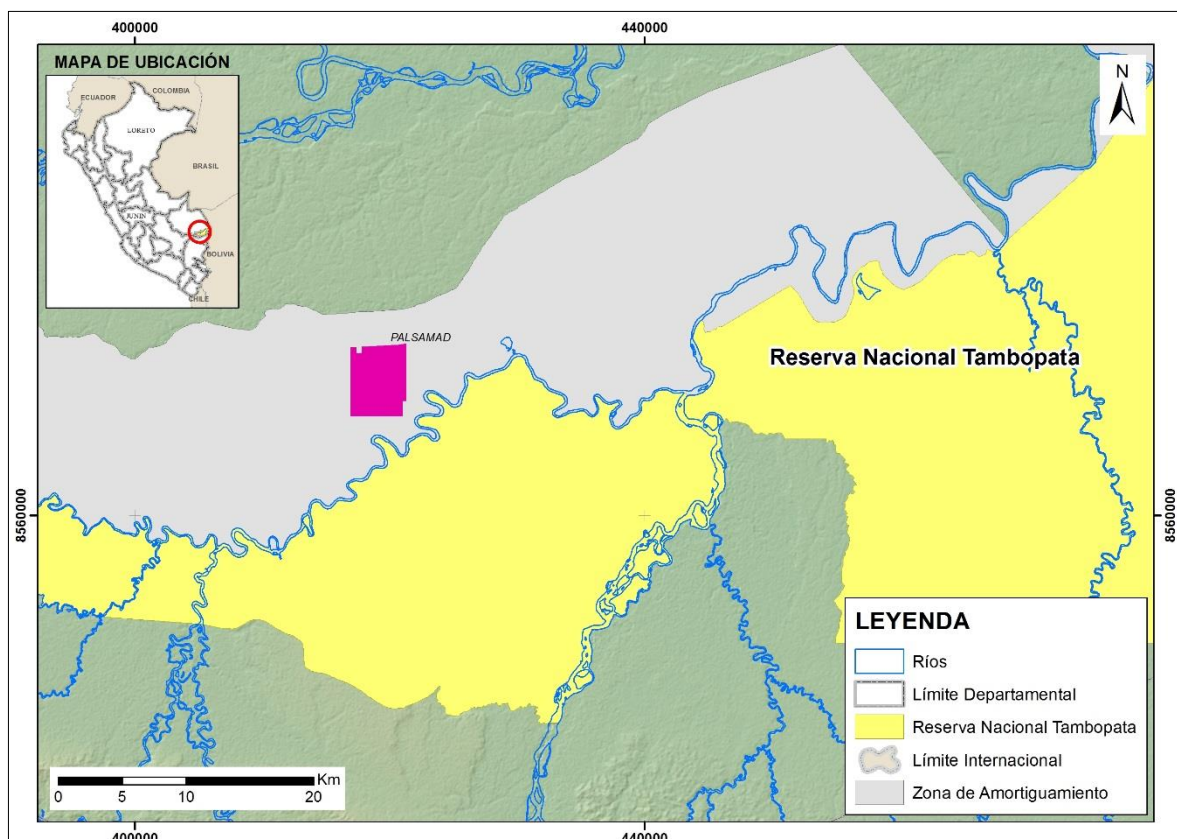 400000
440000
MAPA DE UBICACIÓN
ECUADOR
COLOMBIA
LORETO
BRASIL
JUNIN
BOLIVIA
CHILE
N
PALSAMAD
Reserva Nacional Tambopata
8560000
8560000
LEYENDA
Ríos
Límite Departamental
Reserva Nacional Tambopata
Límite Internacional
Zona de Amortiguamiento
Km
0 5 10 20
400000
440000